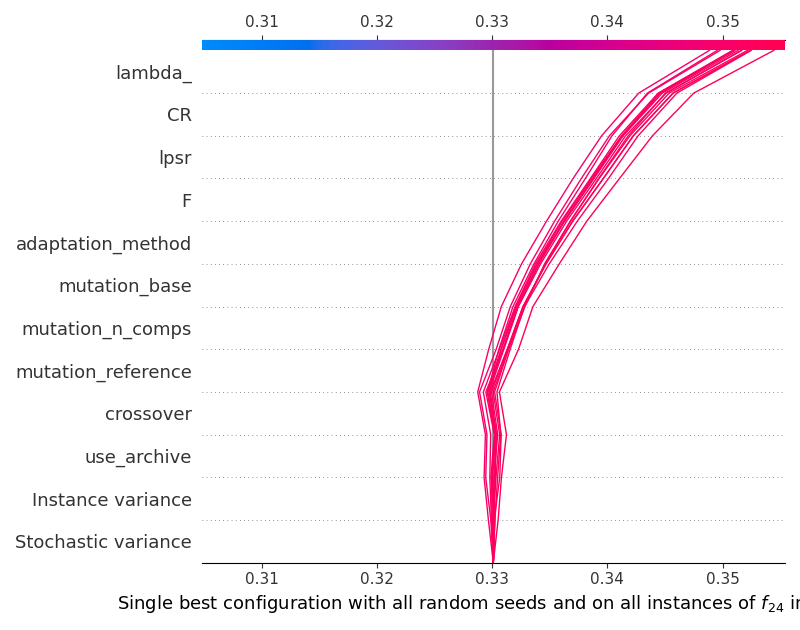 0.31 0.32 0.33 0.34 0.35
lambda_
CR
lpsr
F
adaptation_method
mutation_base
mutation_n_comps
mutation_reference
crossover
use_archive
Instance variance
Stochastic variance
0.31 0.32 0.33 0.34 0.35
Single best configuration with all random seeds and on all instances of f24